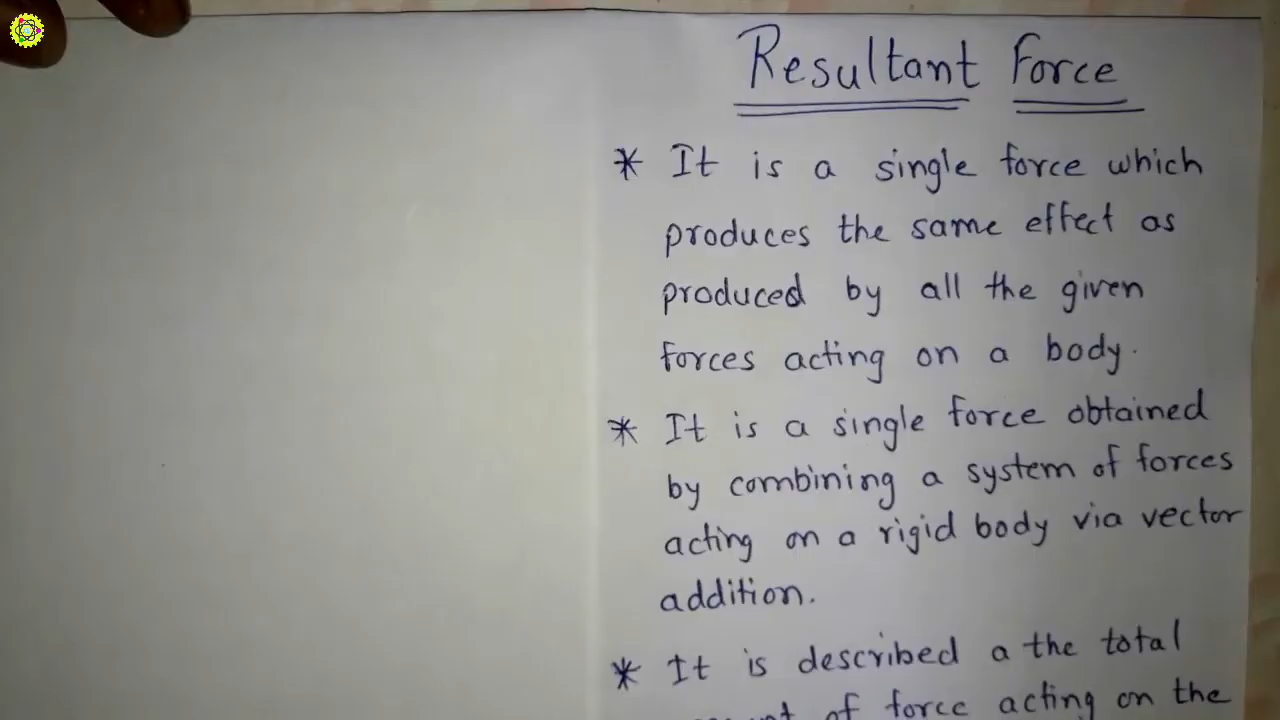 Resultant Force
* It is a single force which
produces the same effect as
produced by all the given
forces acting on a body.
* It is a single force obtained
by combining a system of forces
acting on a rigid body via vector
addition.
* It is described a the total
of force acting on the